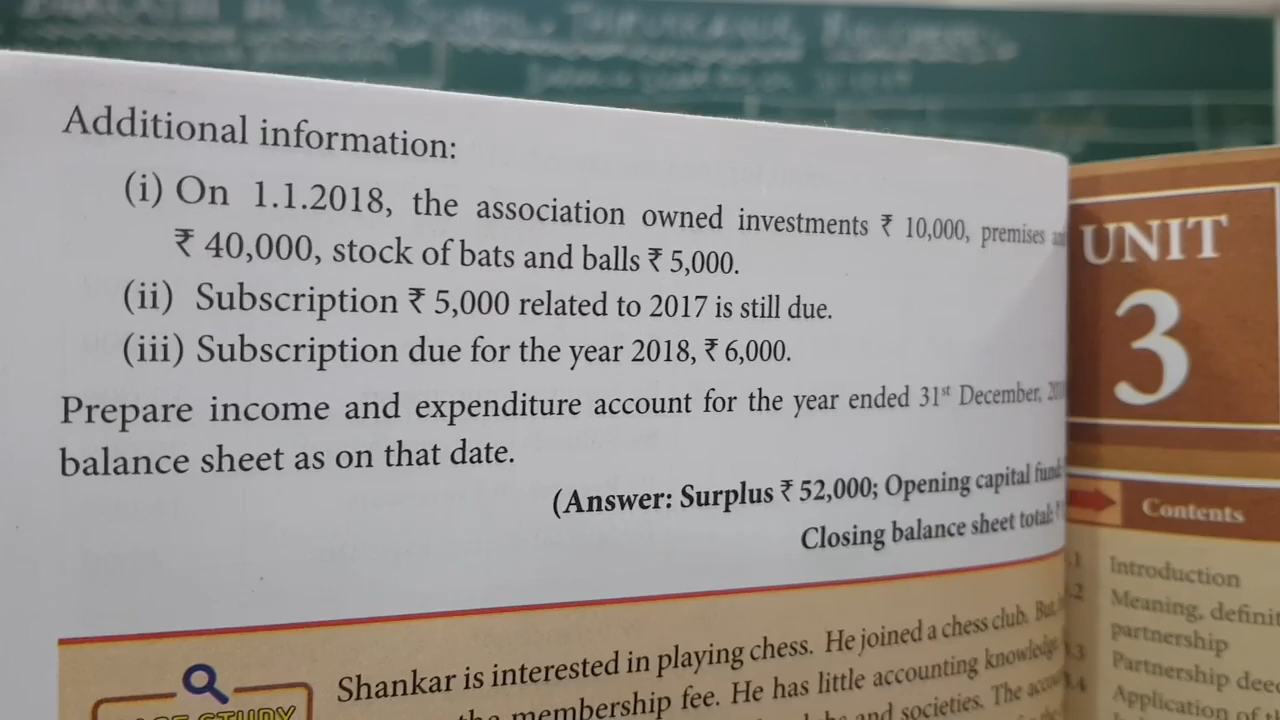 Additional information:
(i) On 1.1.2018, the association owned investments ₹ 10,000, premises
₹ 40,000, stock of bats and balls ₹ 5,000.
(ii) Subscription ₹ 5,000 related to 2017 is still due.
(iii) Subscription due for the year 2018, ₹ 6,000.
Prepare income and expenditure account for the year ended 31st December,
balance sheet as on that date.
(Answer: Surplus ₹ 52,000; Opening capital fund:
Closing balance sheet total: ₹
Shankar is interested in playing chess. He joined a chess club. But,
membership fee. He has little accounting knowledge
and societies. The
UNIT
3
Contents
Introduction
Meaning,
partnership
Partnership
Application of